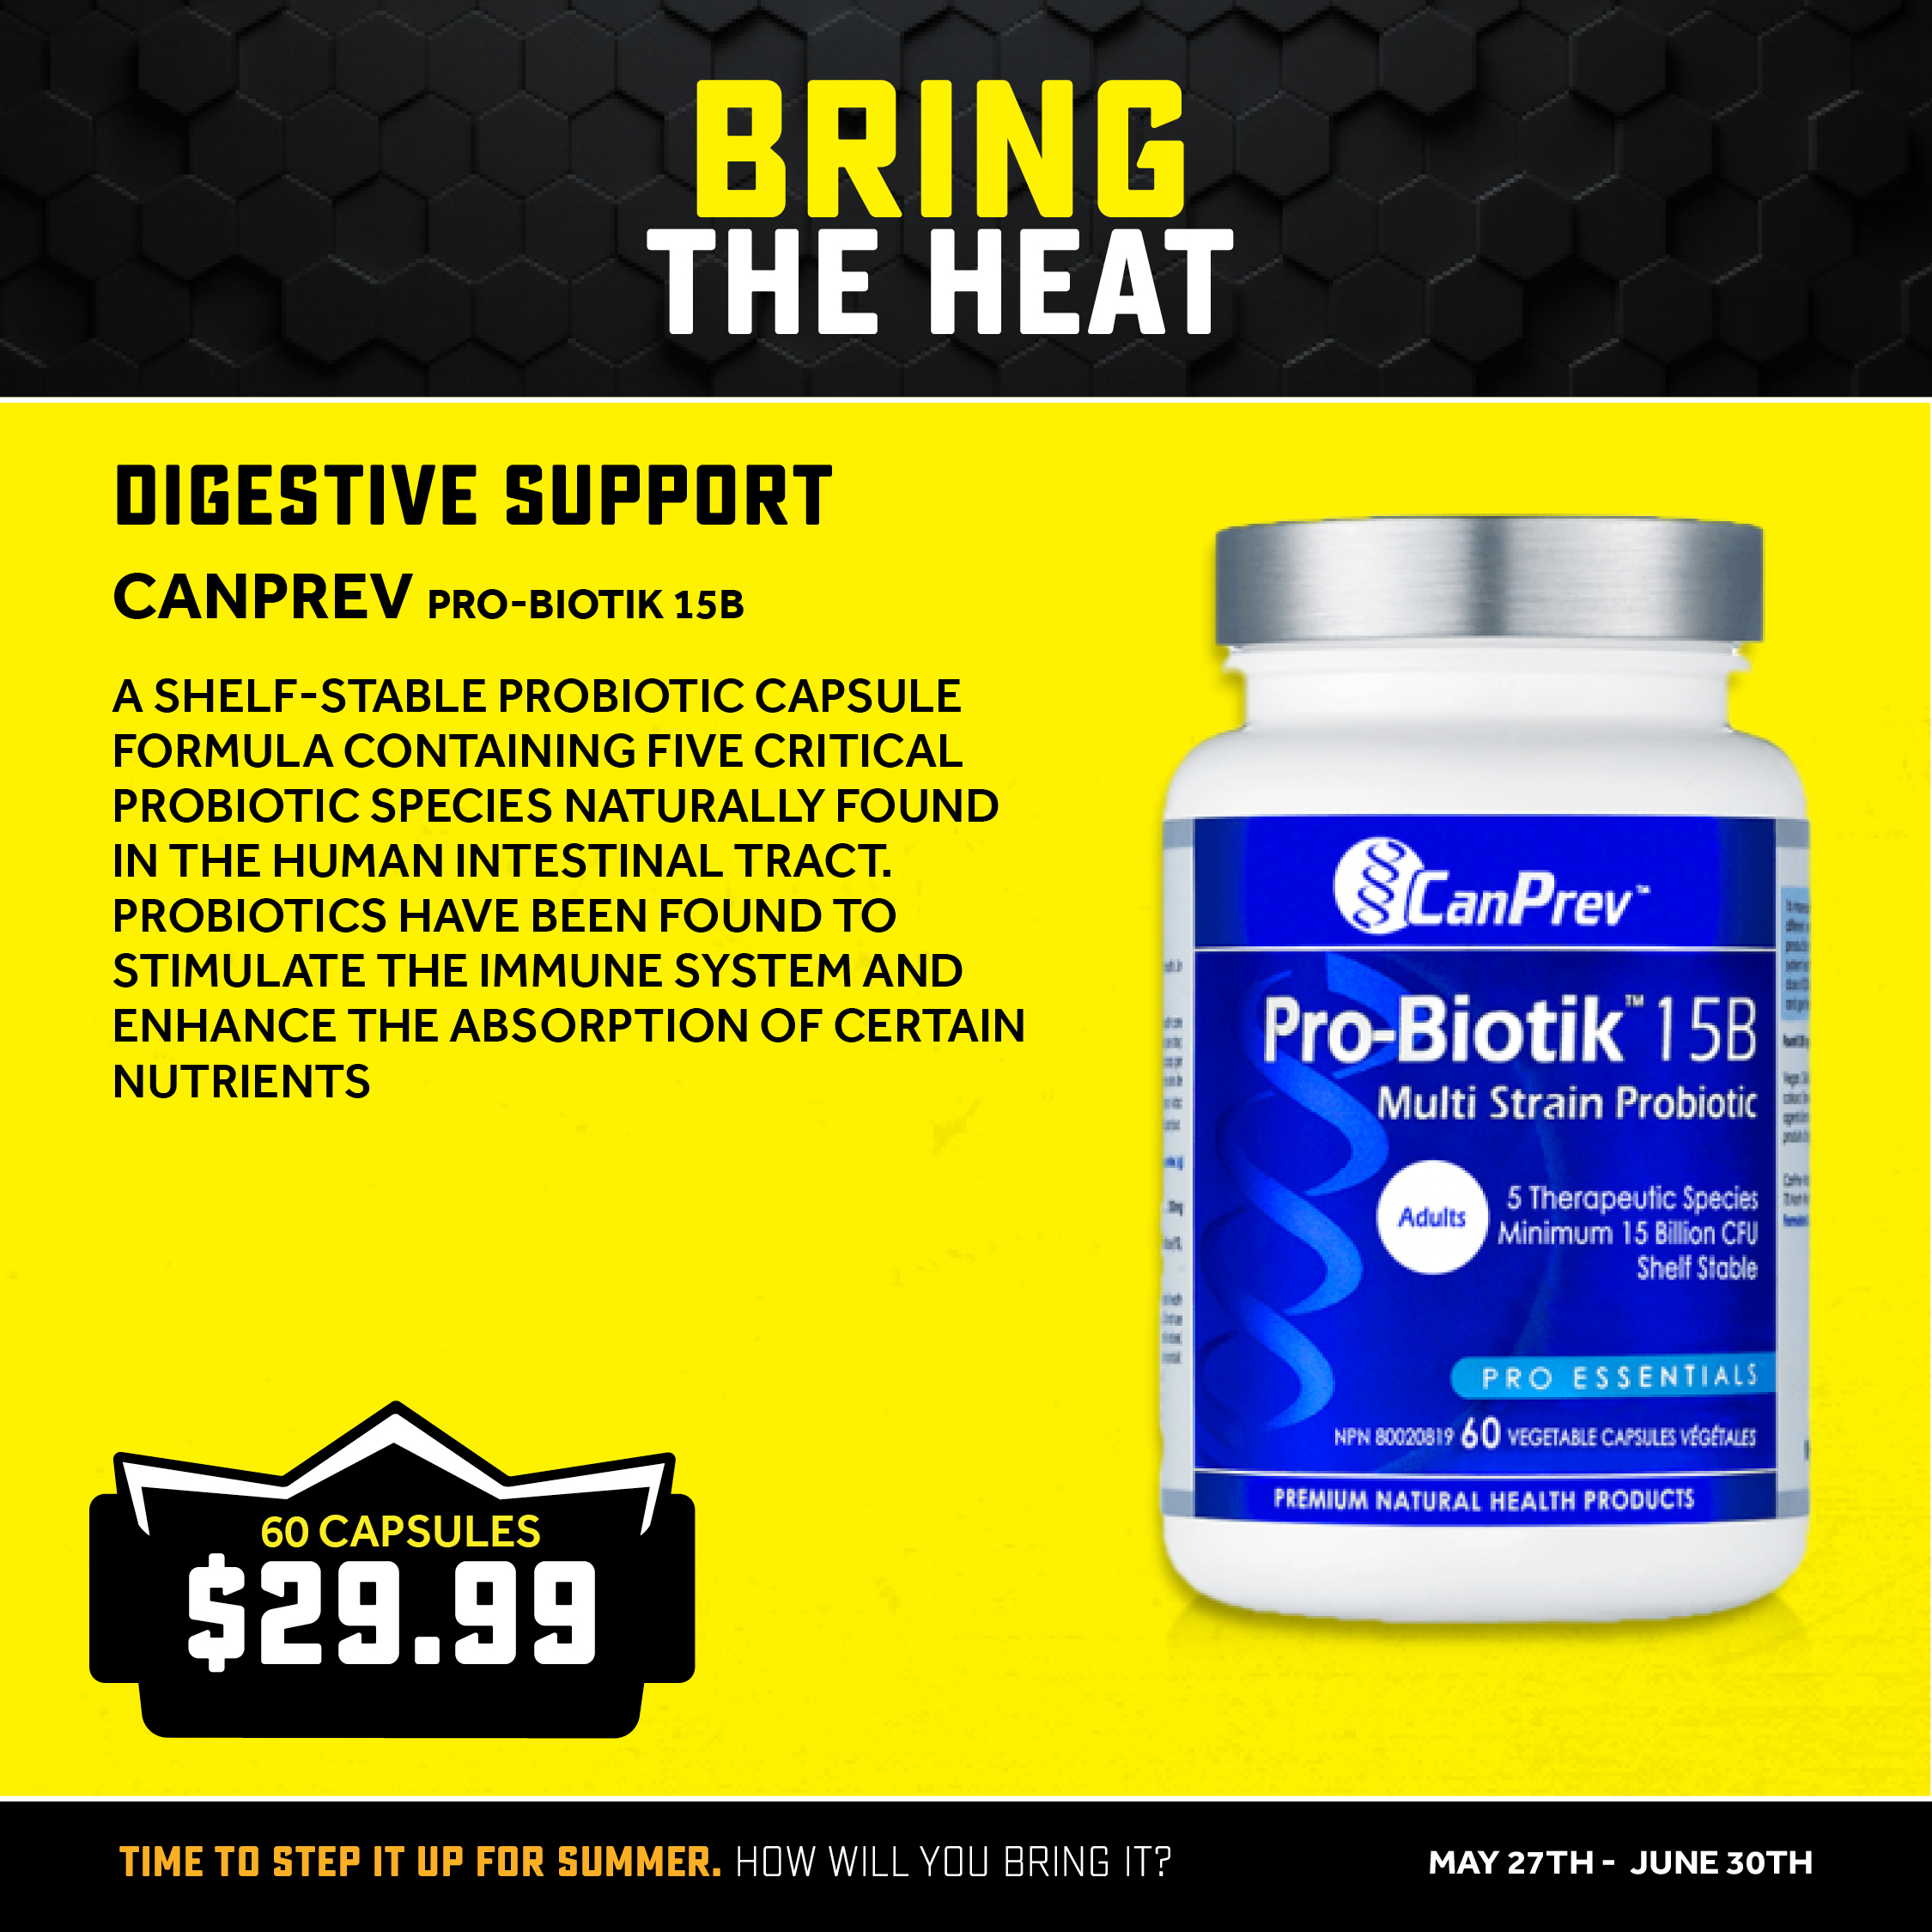 BRING
THE HEAT
DIGESTIVE SUPPORT
CANPREV PRO-BIOTIK 15B
A SHELF-STABLE PROBIOTIC CAPSULE
FORMULA CONTAINING FIVE CRITICAL
PROBIOTIC SPECIES NATURALLY FOUND
IN THE HUMAN INTESTINAL TRACT.
PROBIOTICS HAVE BEEN FOUND TO
STIMULATE THE IMMUNE SYSTEM AND
ENHANCE THE ABSORPTION OF CERTAIN
NUTRIENTS
CanPrev™
Pro-Biotik™ 15B
Multi Strain Probiotic
Adults
5 Therapeutic Species
Minimum 15 Billion CFU
Shelf Stable
PRO ESSENTIALS
NPN 80020819 60 VEGETABLE CAPSULES VÉGÉTALES
PREMIUM NATURAL HEALTH PRODUCTS
60 CAPSULES
$29.99
TIME TO STEP IT UP FOR SUMMER. HOW WILL YOU BRING IT?
MAY 27TH - JUNE 30TH